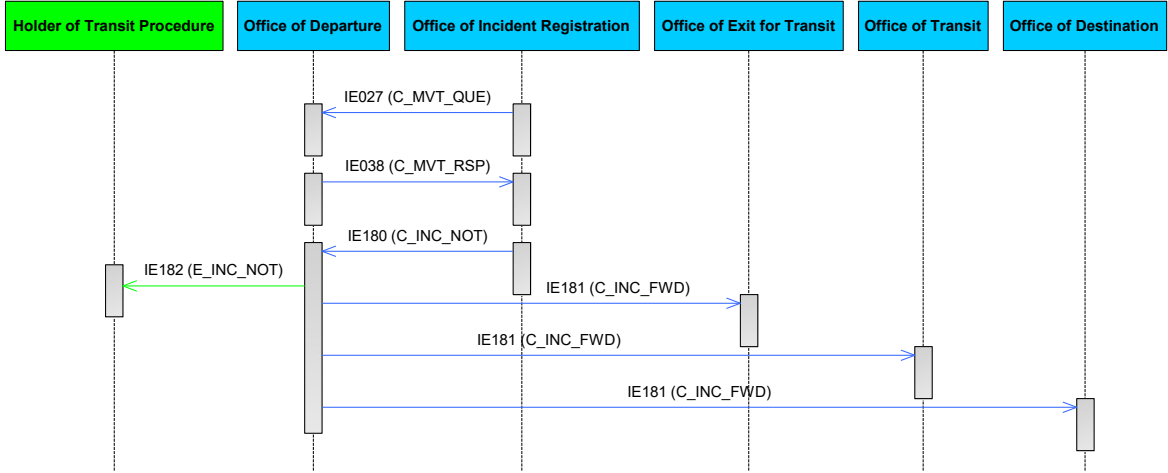 Holder of Transit Procedure
Office of Departure
Office of Incident Registration
Office of Exit for Transit
Office of Transit
Office of Destination
IE027 (C_MVT_QUE)
IE038 (C_MVT_RSP)
IE180 (C_INC_NOT)
IE182 (E_INC_NOT)
IE181 (C_INC_FWD)
IE181 (C_INC_FWD)
IE181 (C_INC_FWD)